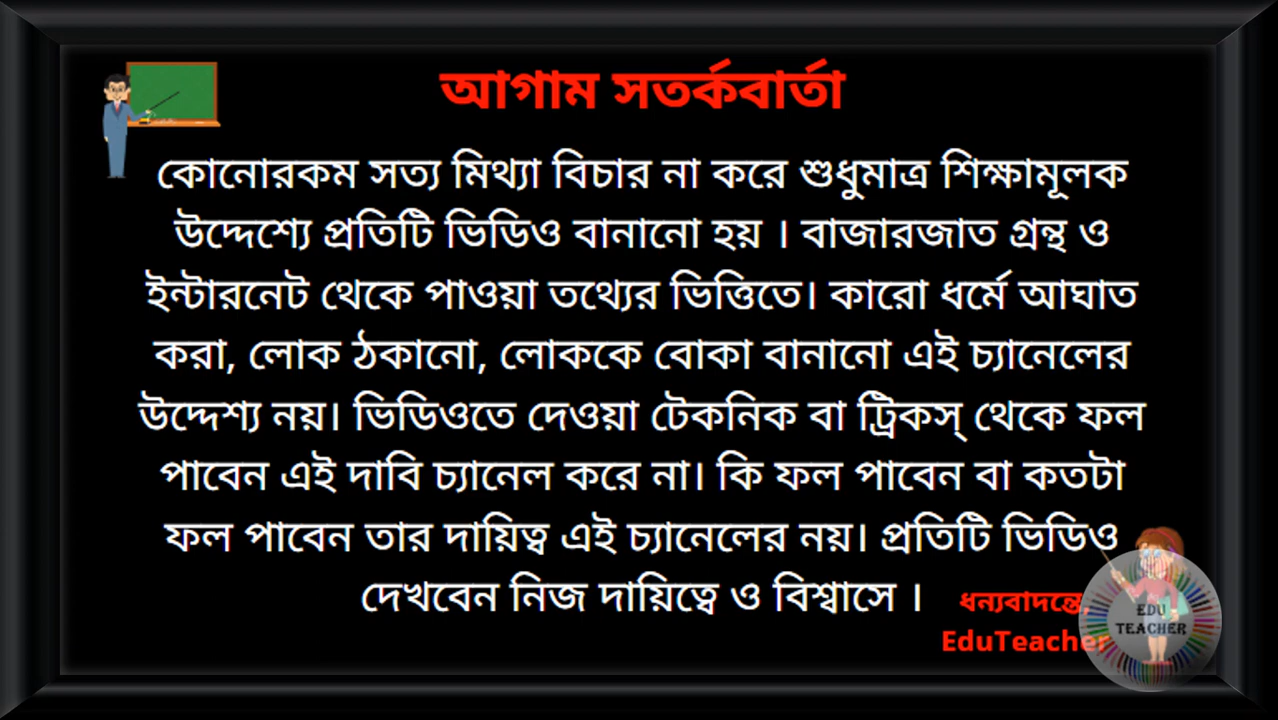 আগাম সতর্কবার্তা
কোনোরকম সত্য মিথ্যা বিচার না করে শুধুমাত্র শিক্ষামূলক
উদ্দেশ্যে প্রতিটি ভিডিও বানানো হয় । বাজারজাত গ্রন্থ ও
ইন্টারনেট থেকে পাওয়া তথ্যের ভিত্তিতে। কারো ধর্মে আঘাত
করা, লোক ঠকানো, লোককে বোকা বানানো এই চ্যানেলের
উদ্দেশ্য নয়। ভিডিওতে দেওয়া টেকনিক বা ট্রিকস্ থেকে ফল
পাবেন এই দাবি চ্যানেল করে না। কি ফল পাবেন বা কতটা
ফল পাবেন তার দায়িত্ব এই চ্যানেলের নয়। প্রতিটি ভিডিও
দেখবেন নিজ দায়িত্বে ও বিশ্বাসে ।
ধন্যবাদন্তে,
EduTeacher
EDU
TEACHER